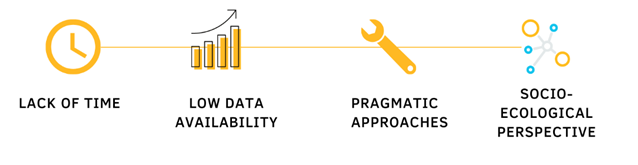 LACK OF TIME
LOW DATA
AVAILABILITY
PRAGMATIC
APPROACHES
SOCIO-
ECOLOGICAL
PERSPECTIVE